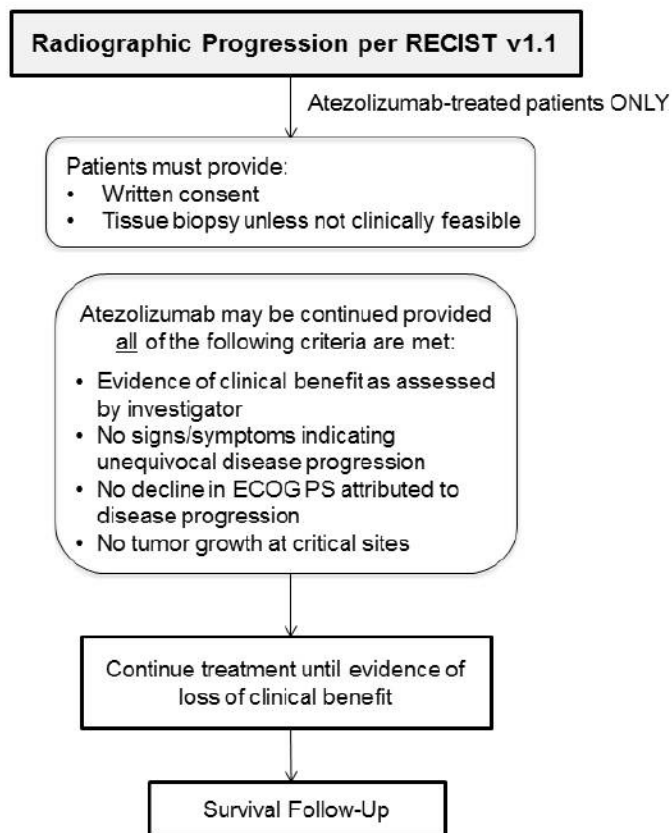 Radiographic Progression per RECIST v1.1
Atezolizumab-treated patients ONLY
Patients must provide:
• Written consent
• Tissue biopsy unless not clinically feasible
Atezolizumab may be continued provided
all of the following criteria are met:
• Evidence of clinical benefit as assessed
by investigator
• No signs/symptoms indicating
unequivocal disease progression
• No decline in ECOG PS attributed to
disease progression
• No tumor growth at critical sites
Continue treatment until evidence of
loss of clinical benefit
Survival Follow-Up